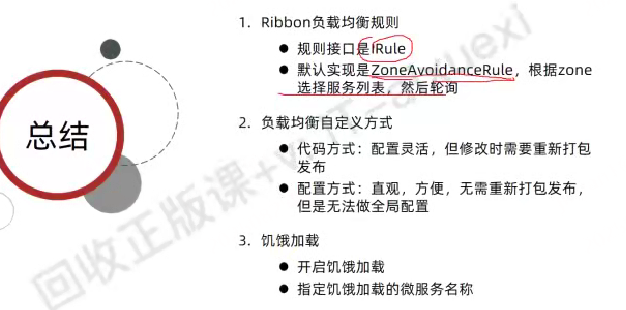 1. Ribbon负载均衡规则
● 规则接口是IRule
● 默认实现是ZoneAvoidanceRule，根据zone
选择服务列表，然后轮询
总结
2. 负载均衡自定义方式
● 代码方式：配置灵活，但修改时需要重新打包
发布
● 配置方式：直观，方便，无需重新打包发布，
但是无法做全局配置
3. 饥饿加载
● 开启饥饿加载
● 指定饥饿加载的微服务名称
回收正版课+v